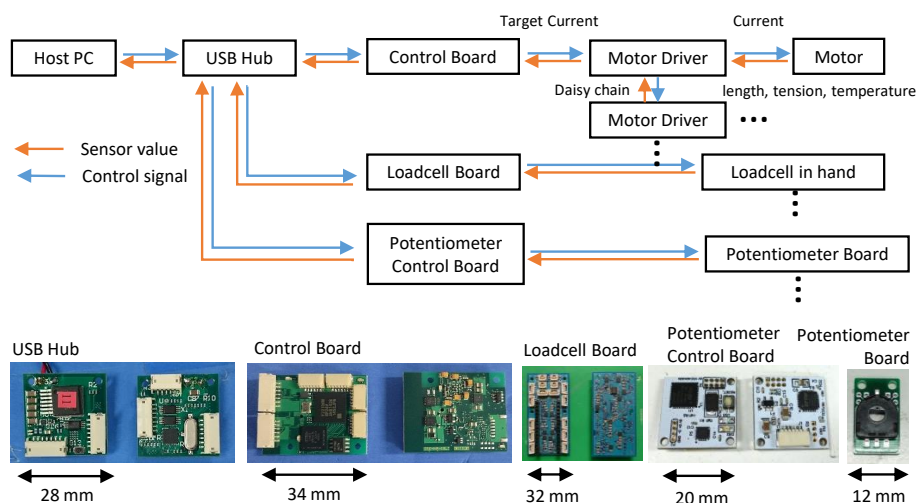 Target Current
Current
Host PC
USB Hub
Control Board
Motor Driver
Motor
Daisy chain
length, tension, temperature
Motor Driver
Sensor value
Control signal
Loadcell Board
Loadcell in hand
Potentiometer
Control Board
Potentiometer Board
USB Hub
Control Board
Loadcell Board
Potentiometer
Control Board
Potentiometer
Board
28 mm
34 mm
32 mm
20 mm
12 mm